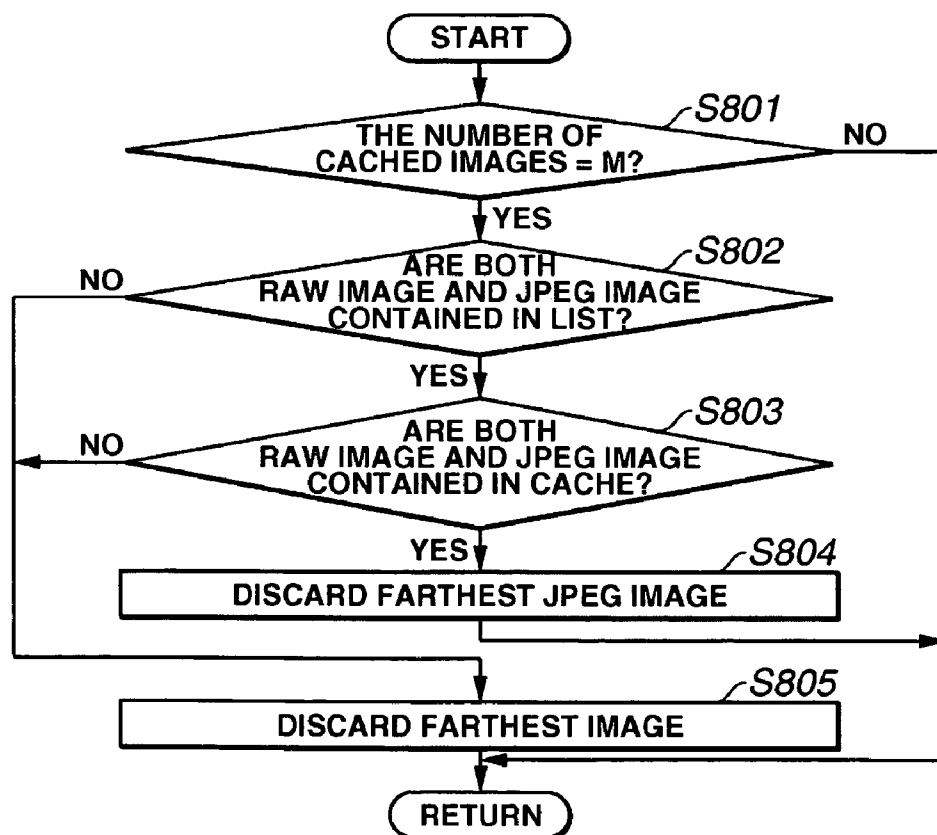 START
S801
THE NUMBER OF
CACHED IMAGES = M?
NO
YES
S802
NO
ARE BOTH
RAW IMAGE AND JPEG IMAGE
CONTAINED IN LIST?
YES
S803
NO
ARE BOTH
RAW IMAGE AND JPEG IMAGE
CONTAINED IN CACHE?
YES
S804
DISCARD FARTHEST JPEG IMAGE
S805
DISCARD FARTHEST IMAGE
RETURN